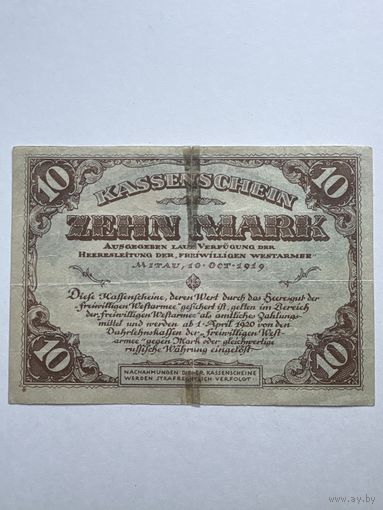 10 10
KASSENSCHEIN
ZEHN MARK
AUSGEGEBEN LAUT VERFÜGUNG DER
HEERESLEITUNG DER „FREIWILLIGEN WESTARMEE“
MITAU, 10·OCT·1919
Diese Kassenscheine, deren Wert durch das Heeresgut der
„freiwilligen Westarmee“ gesichert ist, gelten im Bereich
der „freiwilligen Westarmee“ als amtliches Zahlungs-
mittel und werden ab 1·April 1920 von den
Darlehnskassen der „freiwilligen West-
armee“ gegen Mark oder gleichwertige
russische Währung eingelöst·
10 10
NACHAHMUNGEN DIESER KASSENSCHEINE
WERDEN STRAFRECHTLICH VERFOLGT·
www.ay.by